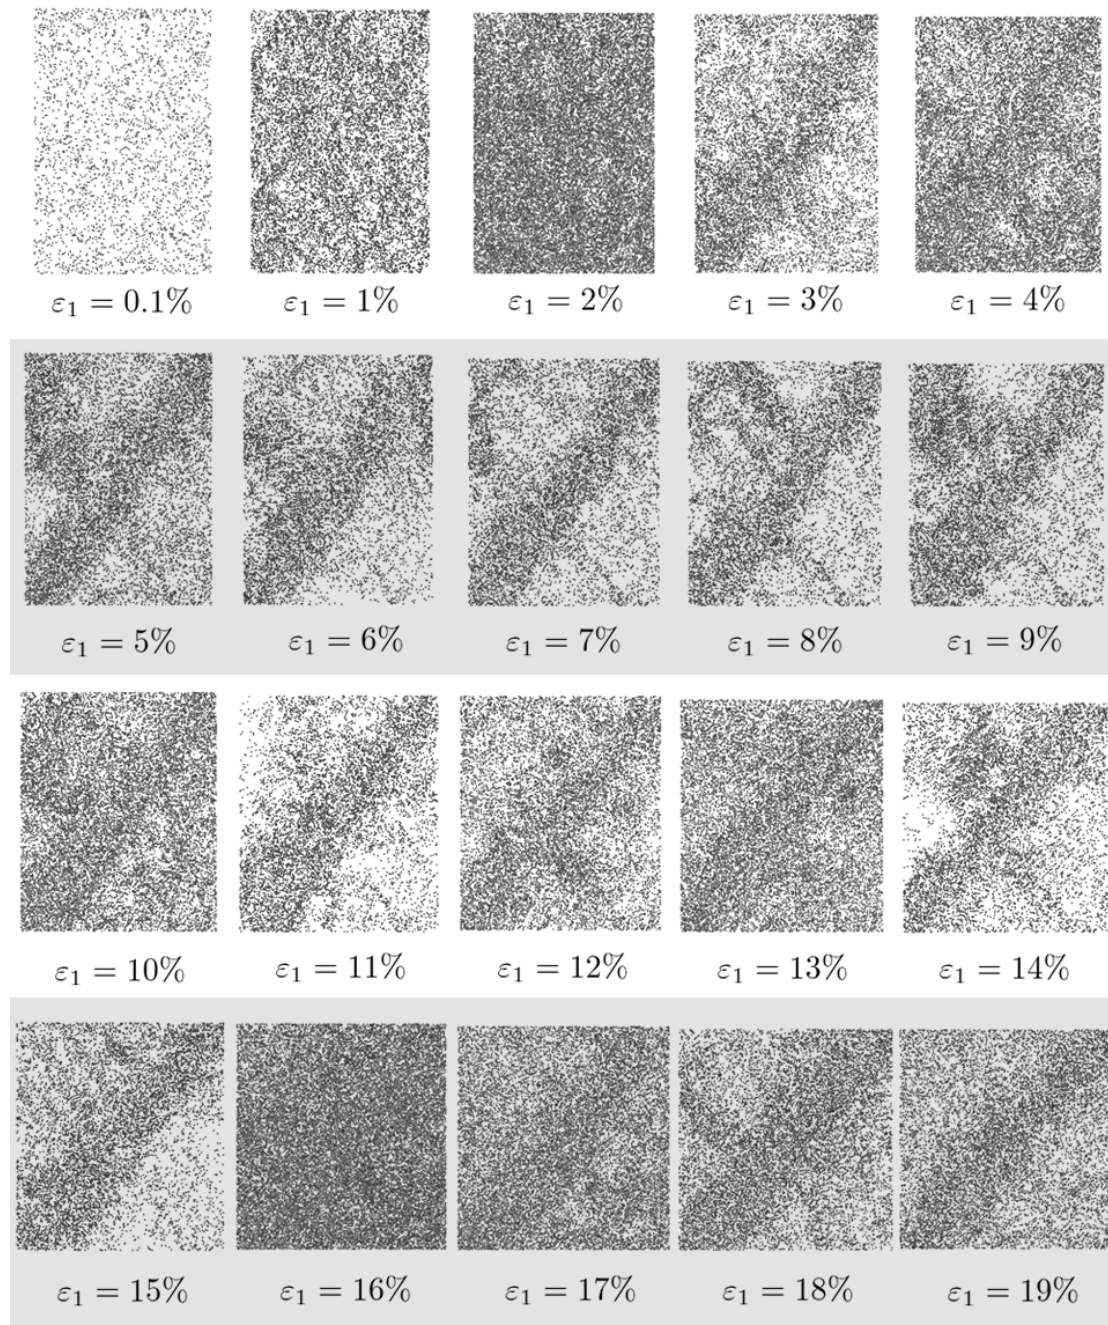 ε₁ = 0.1% ε₁ = 1% ε₁ = 2% ε₁ = 3% ε₁ = 4%
ε₁ = 5% ε₁ = 6% ε₁ = 7% ε₁ = 8% ε₁ = 9%
ε₁ = 10% ε₁ = 11% ε₁ = 12% ε₁ = 13% ε₁ = 14%
ε₁ = 15% ε₁ = 16% ε₁ = 17% ε₁ = 18% ε₁ = 19%